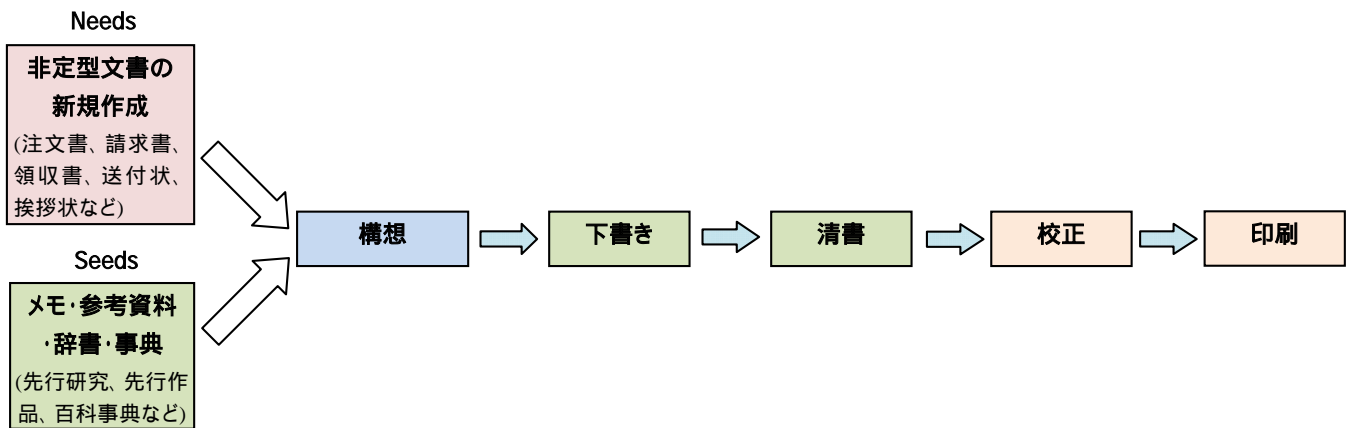 Needs
非定型文書の
新規作成
(注文書、請求書、
領収書、送付状、
挨拶状など)
Seeds
メモ・参考資料
・辞書・事典
(先行研究、先行作
品、百科事典など)
構想
下書き
清書
校正
印刷